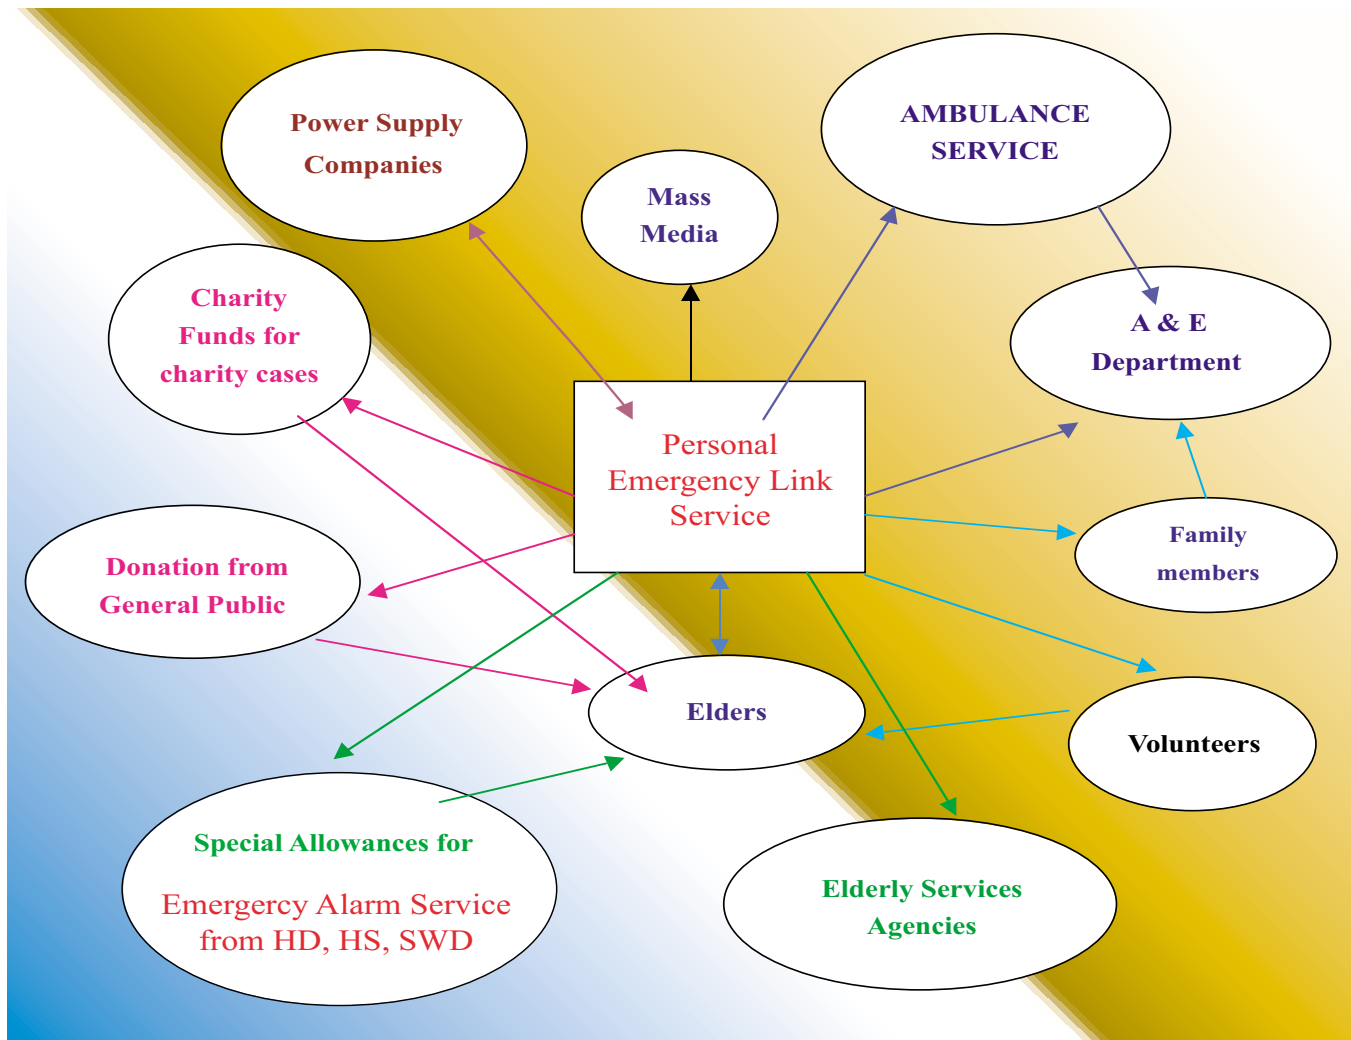 Power Supply
Companies
AMBULANCE
SERVICE
Mass
Media
Charity
Funds for
charity cases
A & E
Department
Personal
Emergency Link
Service
Donation from
General Public
Family
members
Elders
Volunteers
Special Allowances for
Emergercy Alarm Service
from HD, HS, SWD
Elderly Services
Agencies